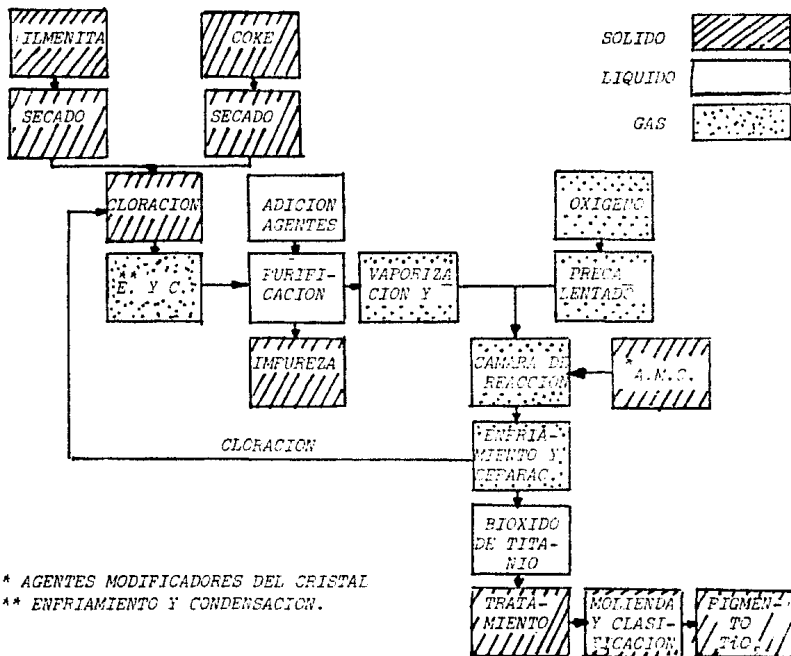 ILMENITA
COKE
SOLIDO
LIQUIDO
GAS
SECADO
SECADO
CLORACION
ADICION
AGENTES
OXIGENO
** E. Y C.
PURIFI-
CACION
VAPORIZA
CION Y
PRECA
LENTADO
IMPUREZA
CAMARA DE
REACCION
* A.M.C.
CLORACION
ENFRIA-
MIENTO Y
SEPARAC.
BIOXIDO
DE TITA-
NIO
* AGENTES MODIFICADORES DEL CRISTAL
** ENFRIAMIENTO Y CONDENSACION.
TRATA-
MIENTO
MOLIENDA
Y CLASI-
FICACION
PIGMEN-
TO